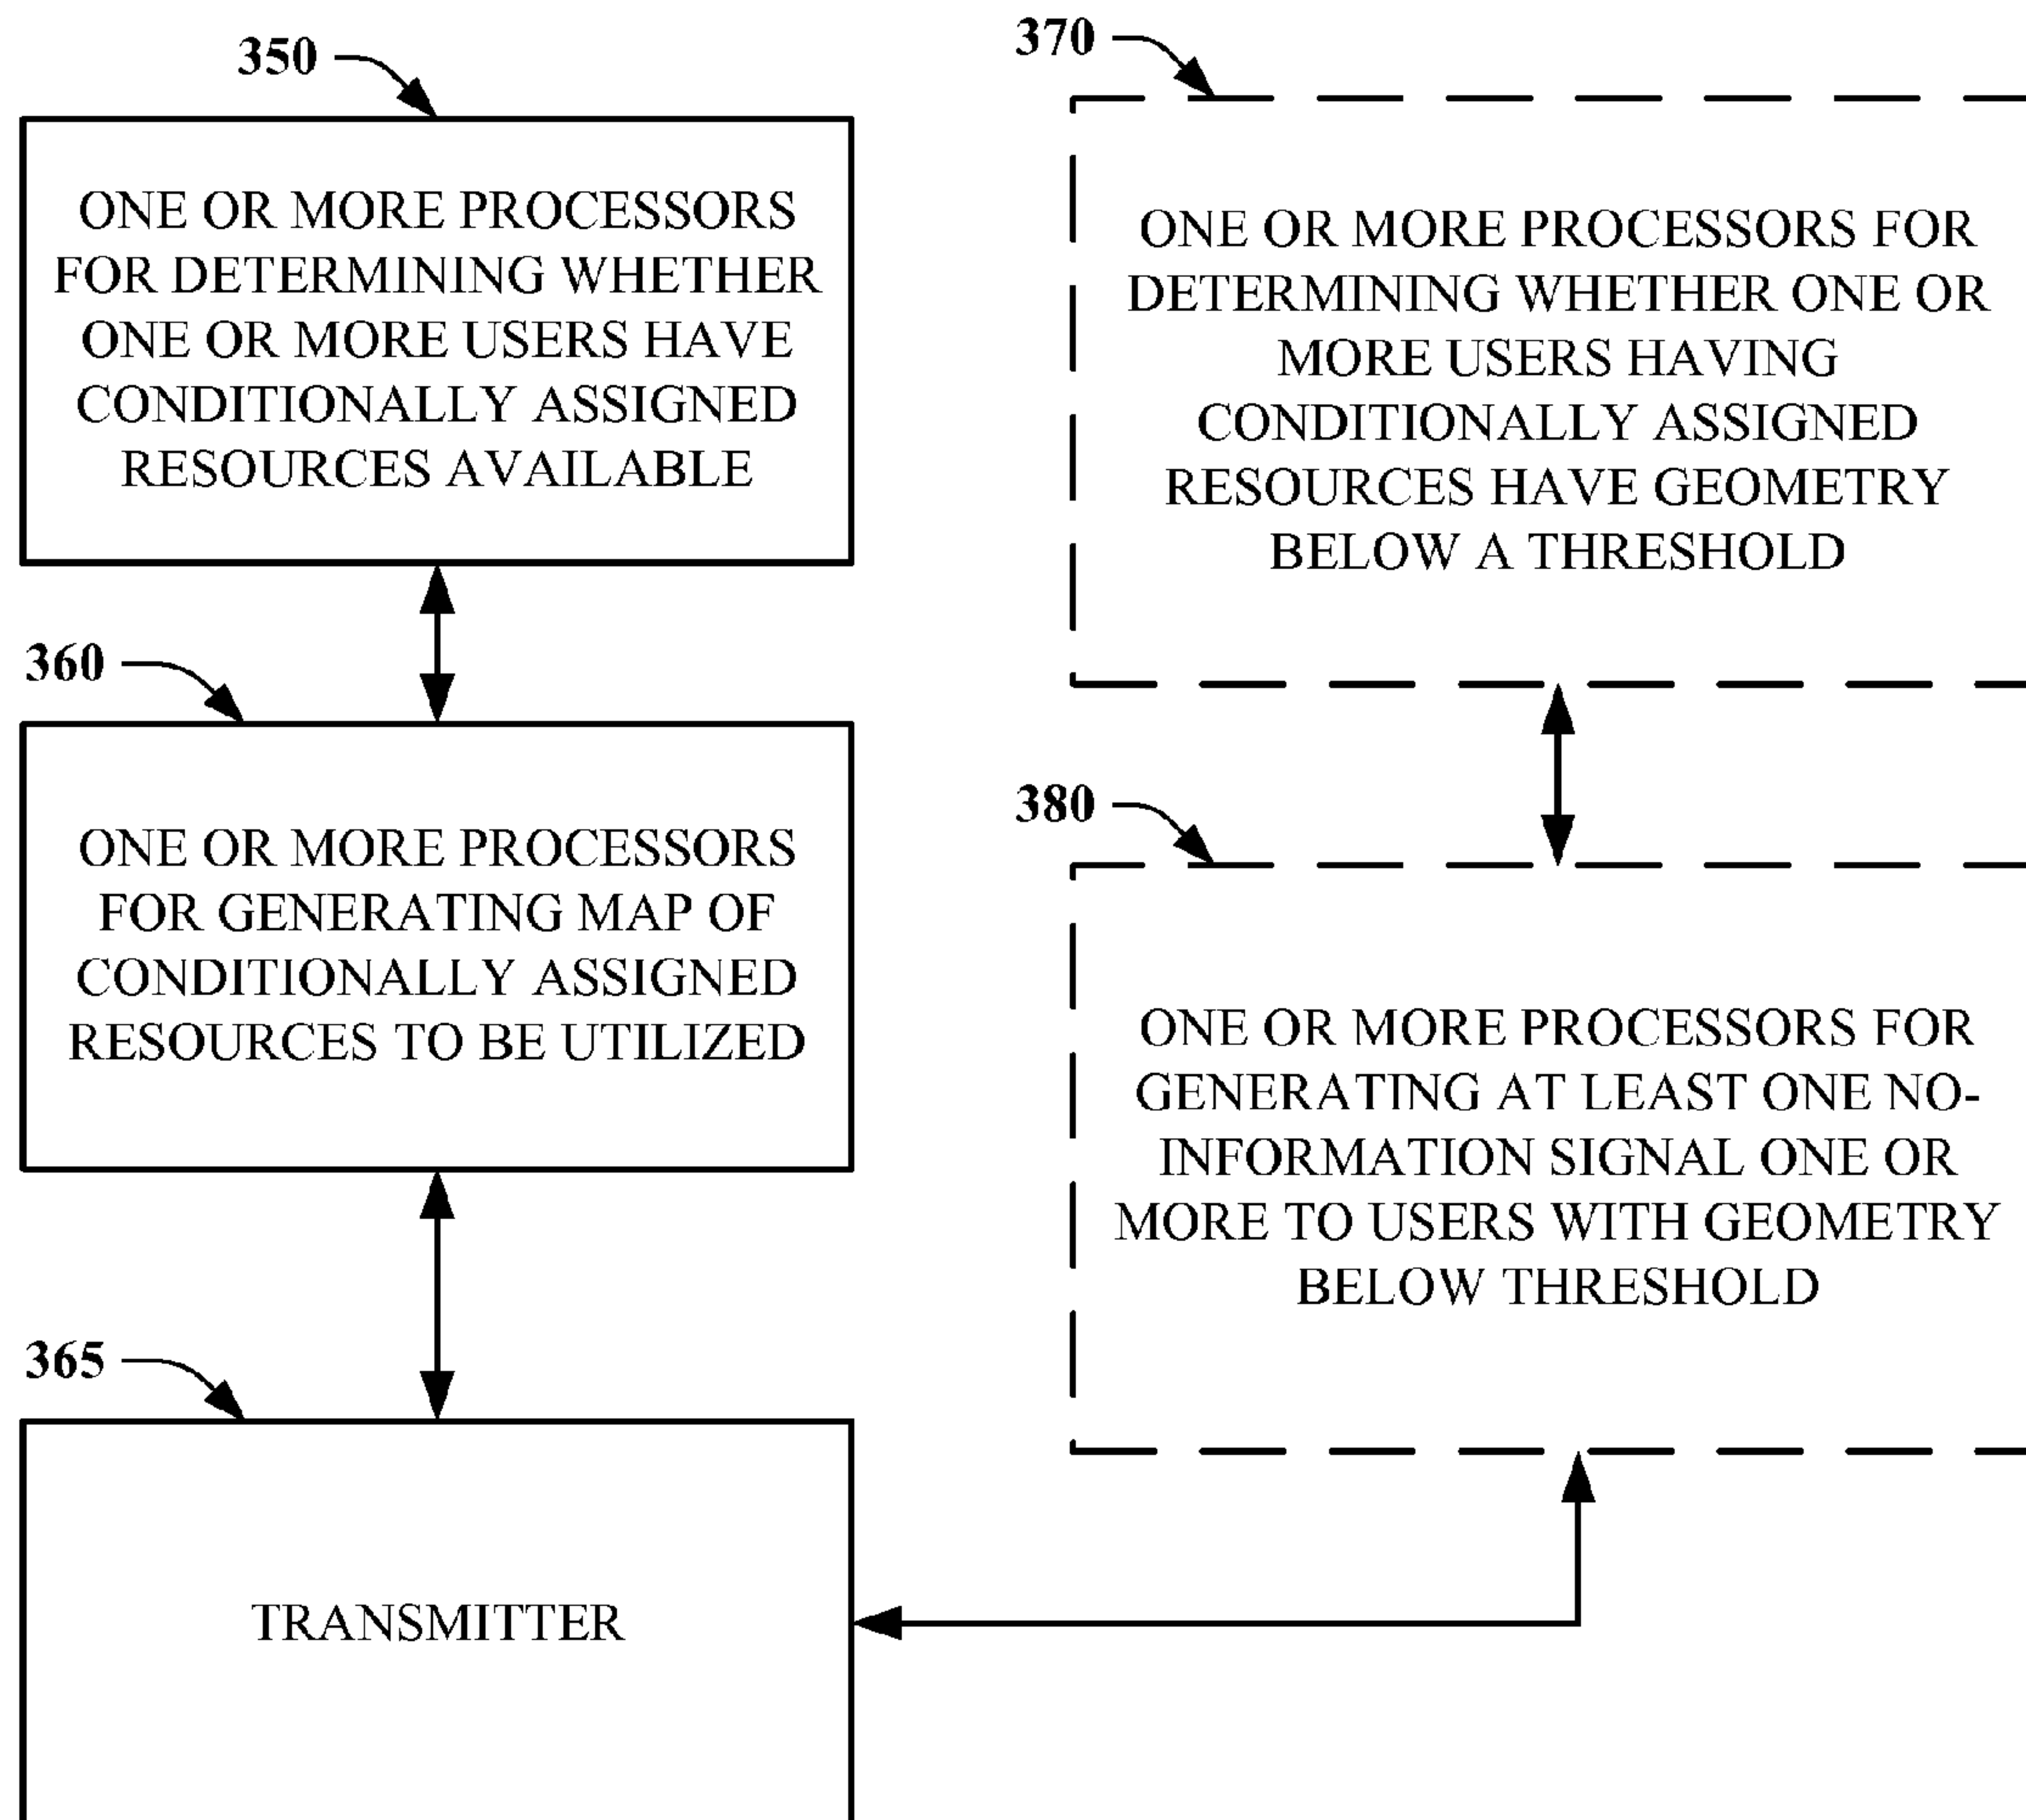 350
ONE OR MORE PROCESSORS
FOR DETERMINING WHETHER
ONE OR MORE USERS HAVE
CONDITIONALLY ASSIGNED
RESOURCES AVAILABLE
360
ONE OR MORE PROCESSORS
FOR GENERATING MAP OF
CONDITIONALLY ASSIGNED
RESOURCES TO BE UTILIZED
365
TRANSMITTER
370
ONE OR MORE PROCESSORS FOR
DETERMINING WHETHER ONE OR
MORE USERS HAVING
CONDITIONALLY ASSIGNED
RESOURCES HAVE GEOMETRY
BELOW A THRESHOLD
380
ONE OR MORE PROCESSORS FOR
GENERATING AT LEAST ONE NO-
INFORMATION SIGNAL ONE OR
MORE TO USERS WITH GEOMETRY
BELOW THRESHOLD